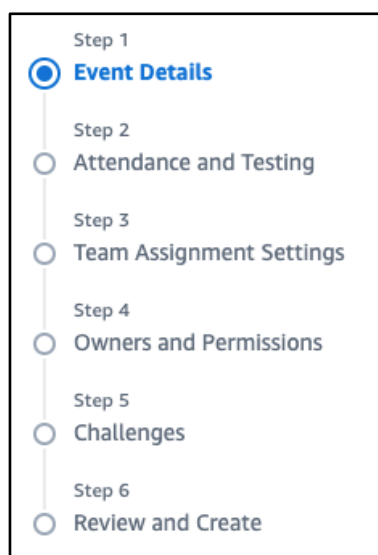 Step 1
Event Details
Step 2
Attendance and Testing
Step 3
Team Assignment Settings
Step 4
Owners and Permissions
Step 5
Challenges
Step 6
Review and Create